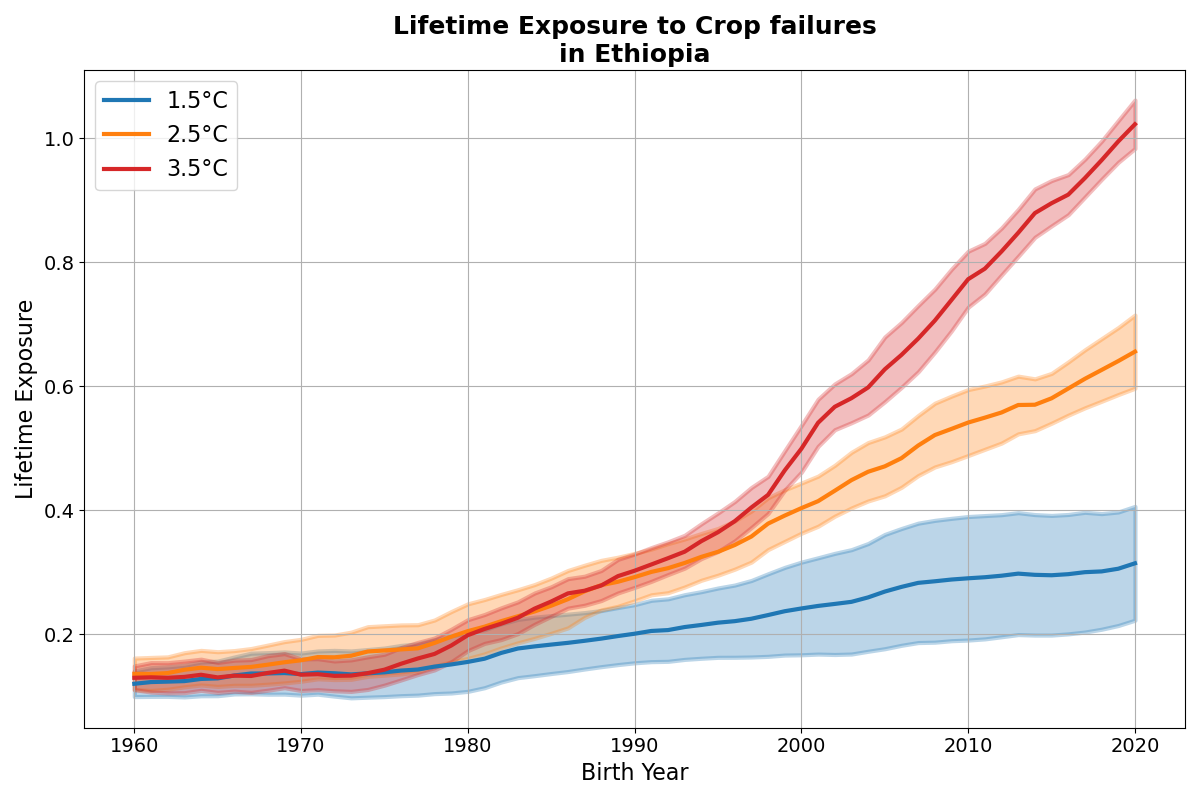 Lifetime Exposure to Crop failures
in Ethiopia
1.5°C
2.5°C
3.5°C
Lifetime Exposure
1.0
0.8
0.6
0.4
0.2
1960 1970 1980 1990 2000 2010 2020
Birth Year